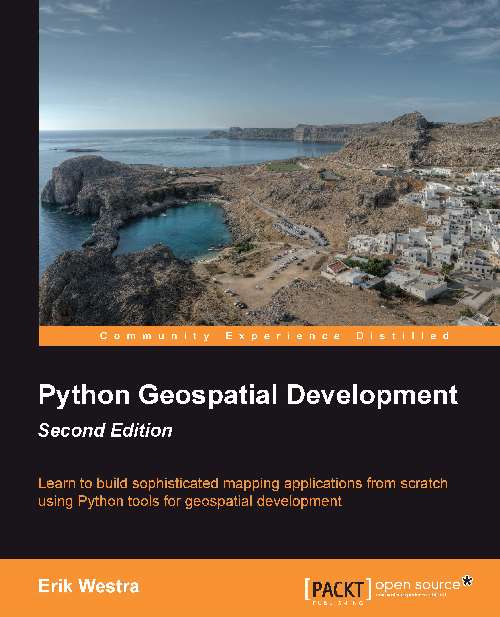 Community Experience Distilled
Python Geospatial Development
Second Edition
Learn to build sophisticated mapping applications from scratch
using Python tools for geospatial development
Erik Westra
[PACKT] open source*
PUBLISHING